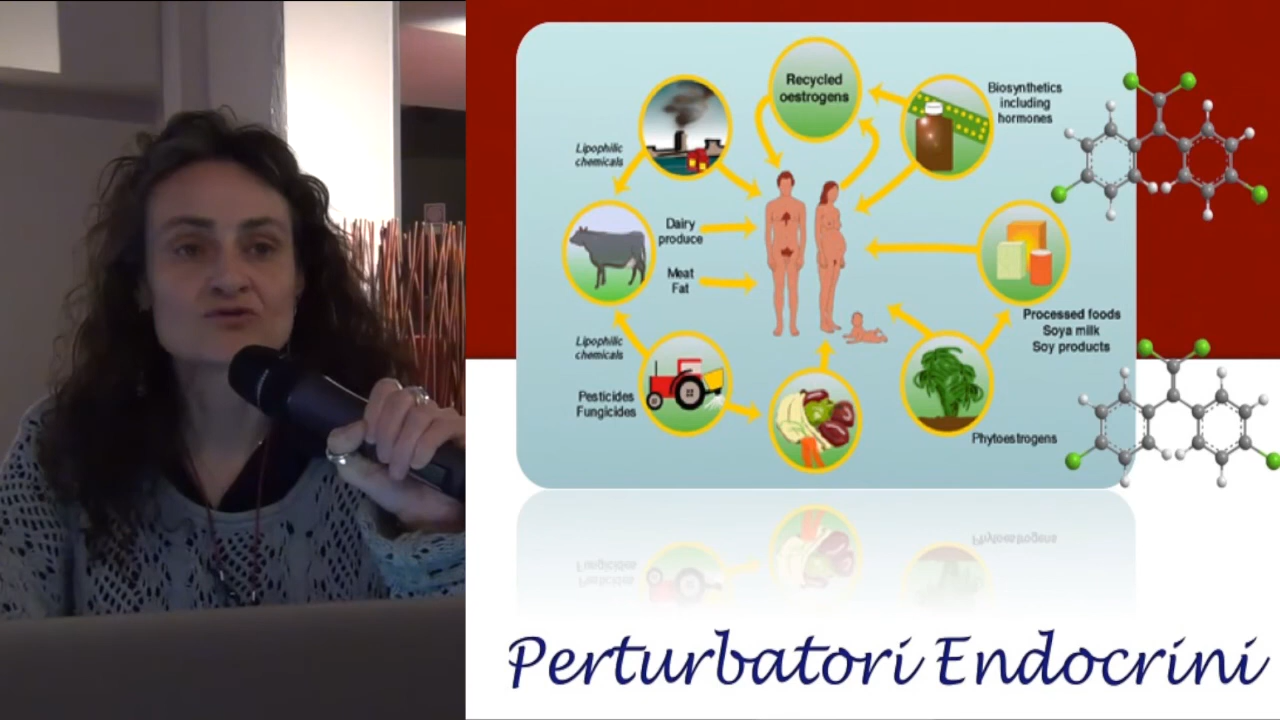 Recycled
oestrogens
Biosynthetics
including
hormones
Lipophilic
chemicals
Dairy
produce
Meat
Fat
Processed foods
Soya milk
Soy products
Lipophilic
chemicals
Pesticides
Fungicides
Phytoestrogens
Perturbatori Endocrini